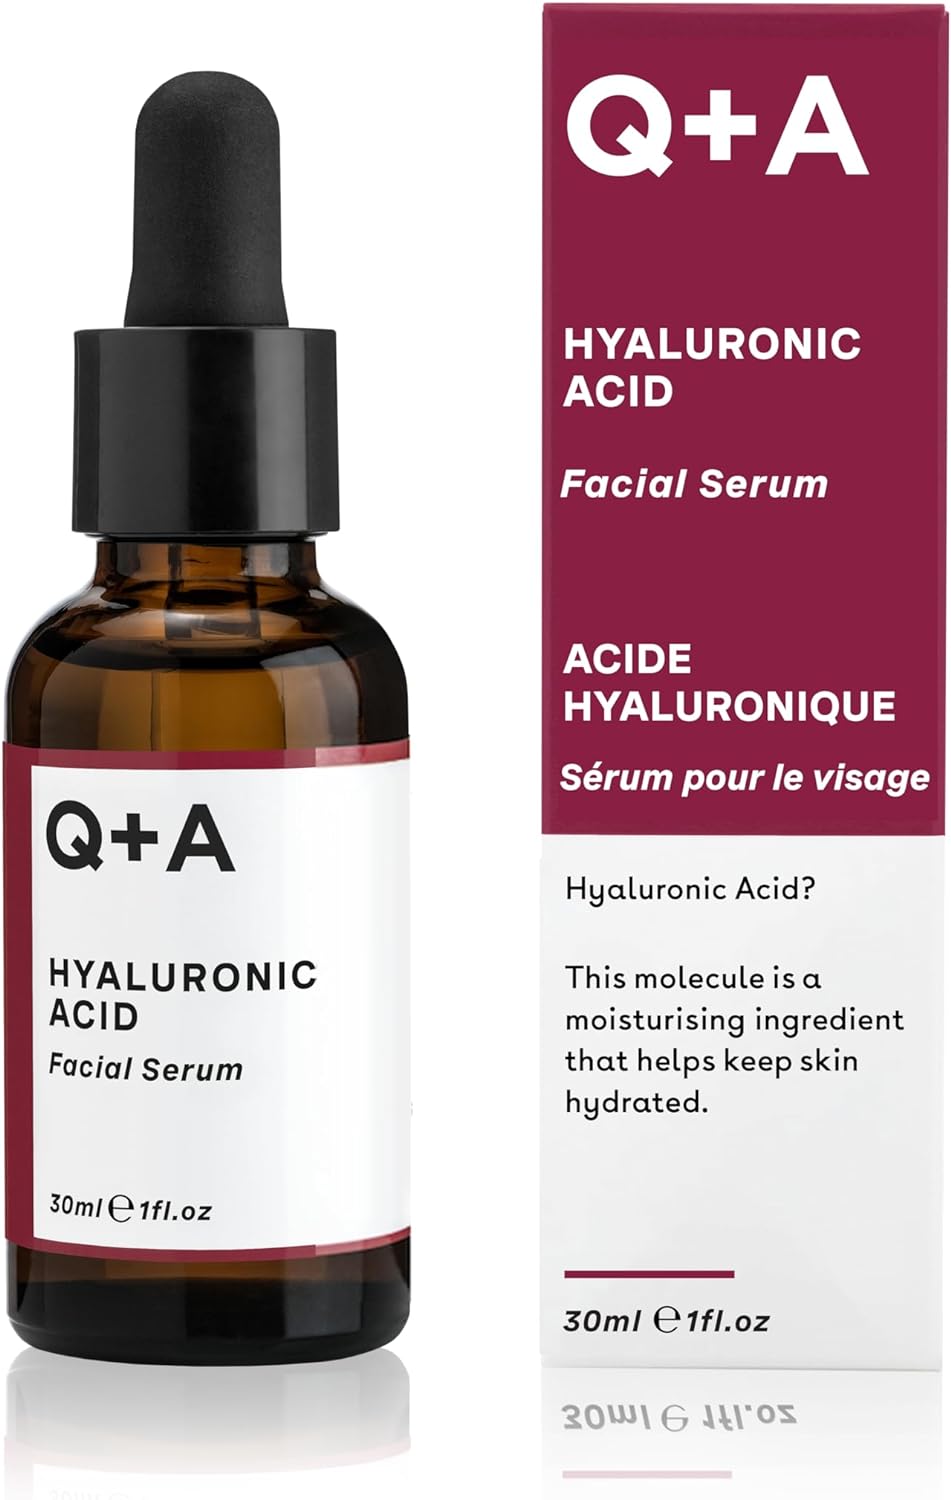 Q+A
HYALURONIC
ACID
Facial Serum
30ml ℮ 1fl.oz
Q+A
HYALURONIC
ACID
Facial Serum
ACIDE
HYALURONIQUE
Sérum pour le visage
Hyaluronic Acid?
This molecule is a
moisturising ingredient
that helps keep skin
hydrated.
30ml ℮ 1fl.oz